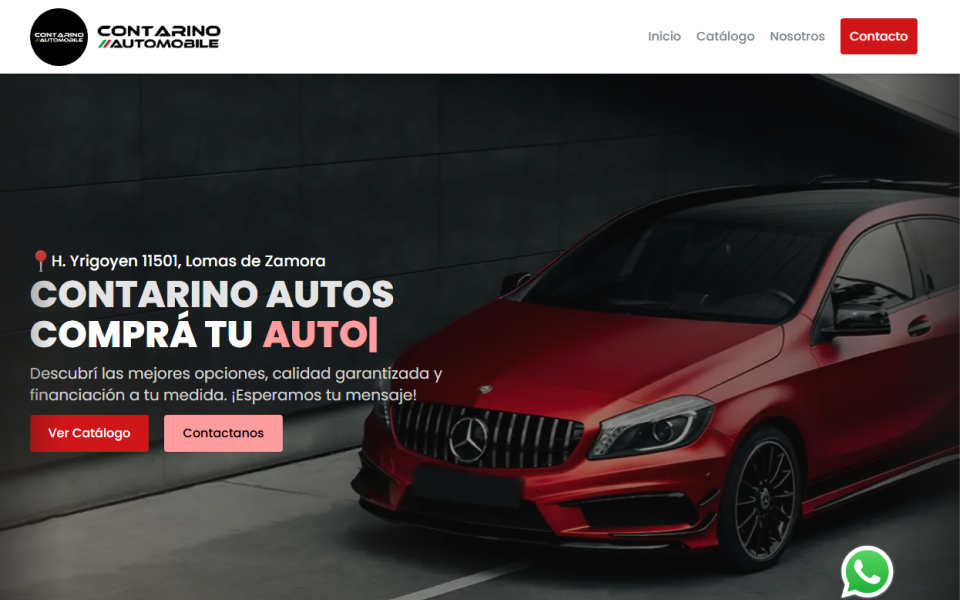 CONTARINO
AUTOMOBILE
CONTARINO
AUTOMOBILE
Inicio
Catálogo
Nosotros
Contacto
H. Yrigoyen 11501, Lomas de Zamora
CONTARINO AUTOS
COMPRÁ TU AUTO|
Descubrí las mejores opciones, calidad garantizada y
financiación a tu medida. ¡Esperamos tu mensaje!
Ver Catálogo
Contactanos